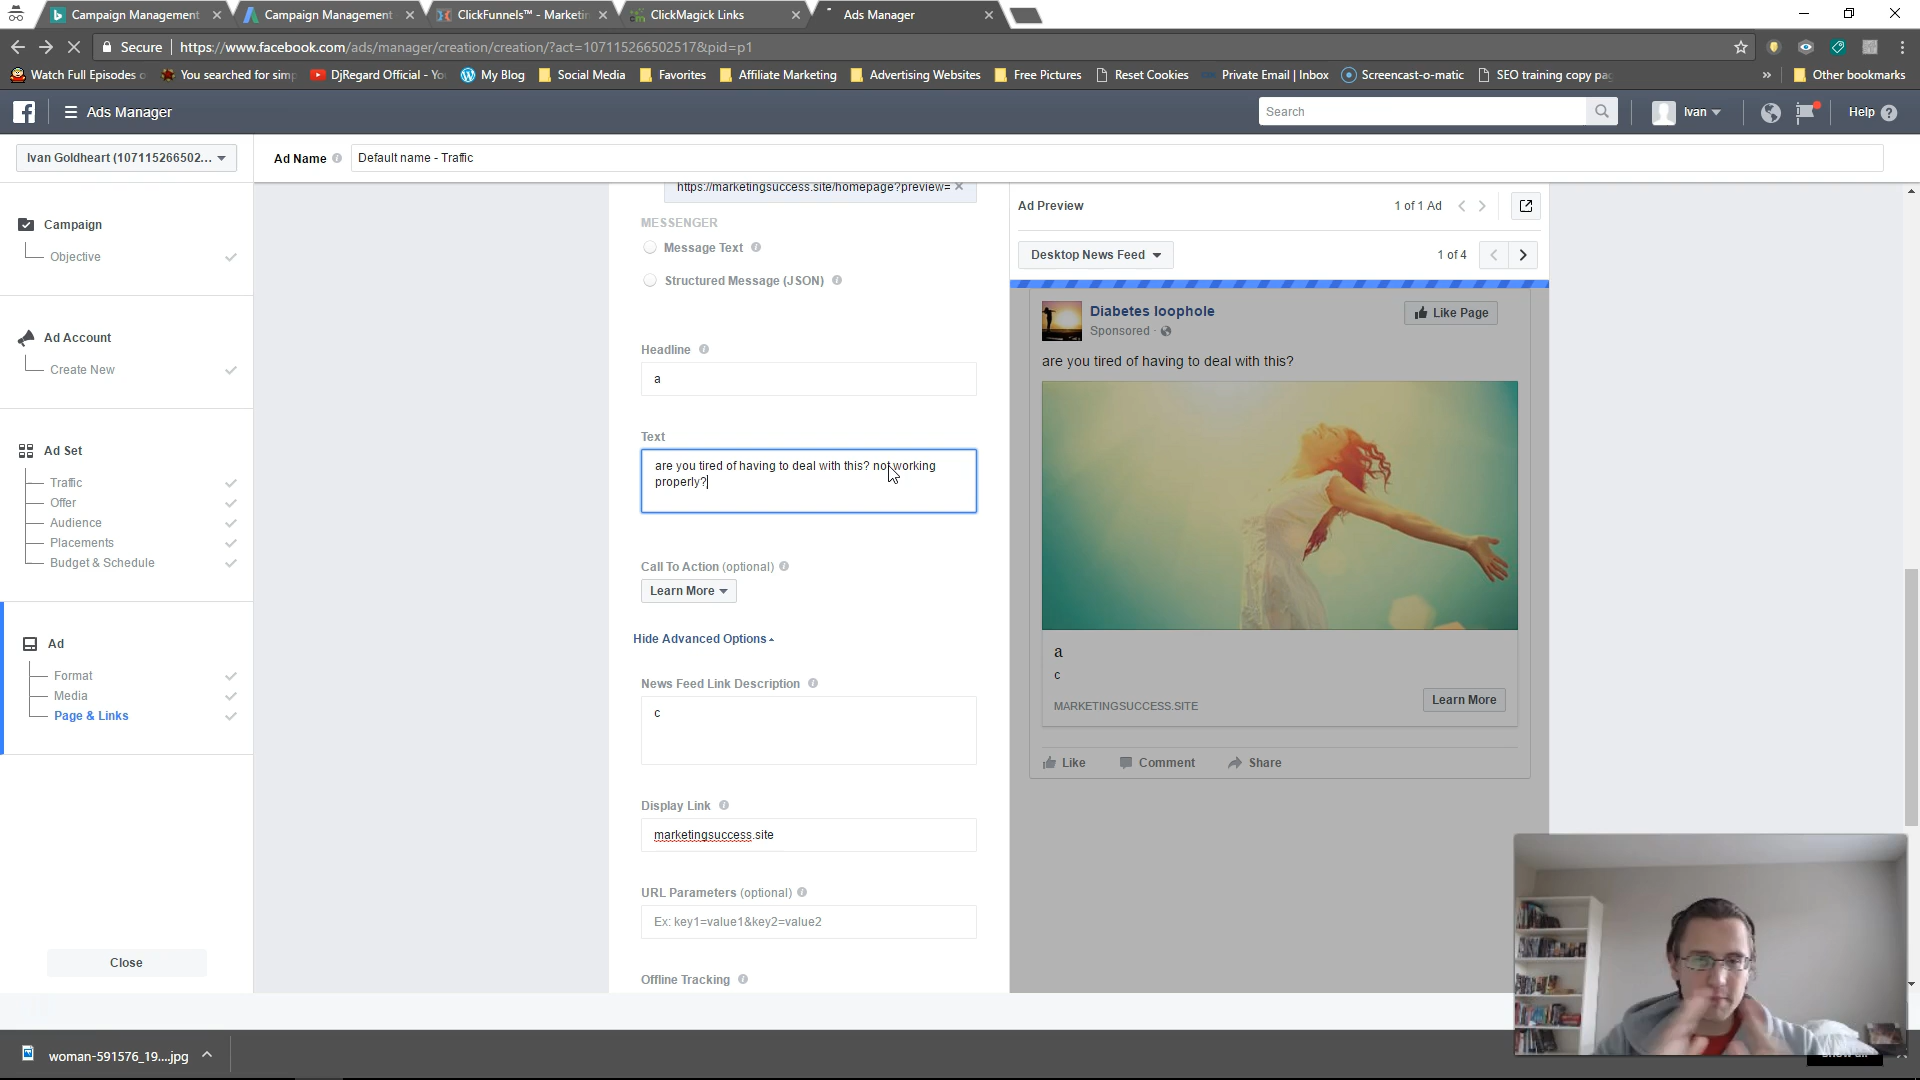 Campaign Management
Campaign Management
ClickFunnels™ - Marketin
ClickMagick Links
Ads Manager
Secure
https://www.facebook.com/ads/manager/creation/creation/?act=107115266502517&pid=p1
Watch Full Episodes o
You searched for simp
DjRegard Official - Yo
My Blog
Social Media
Favorites
Affiliate Marketing
Advertising Websites
Free Pictures
Reset Cookies
Private Email | Inbox
Screencast-o-matic
SEO training copy pag
»
Other bookmarks
Ads Manager
Search
Ivan
Help
Ivan Goldheart (107115266502...
Ad Name
Default name - Traffic
Campaign
Objective
Ad Account
Create New
Ad Set
Traffic
Offer
Audience
Placements
Budget & Schedule
Ad
Format
Media
Page & Links
Close
https://marketingsuccess.site/homepage?preview=
MESSENGER
Message Text
Structured Message (JSON)
Headline
a
Text
are you tired of having to deal with this? not working
properly?
Call To Action (optional)
Learn More
Hide Advanced Options
News Feed Link Description
c
Display Link
marketingsuccess.site
URL Parameters (optional)
Ex: key1=value1&key2=value2
Offline Tracking
Ad Preview
1 of 1 Ad
Desktop News Feed
1 of 4
Diabetes loophole
Sponsored ·
Like Page
are you tired of having to deal with this?
a
c
MARKETINGSUCCESS.SITE
Learn More
Like
Comment
Share
woman-591576_19....jpg